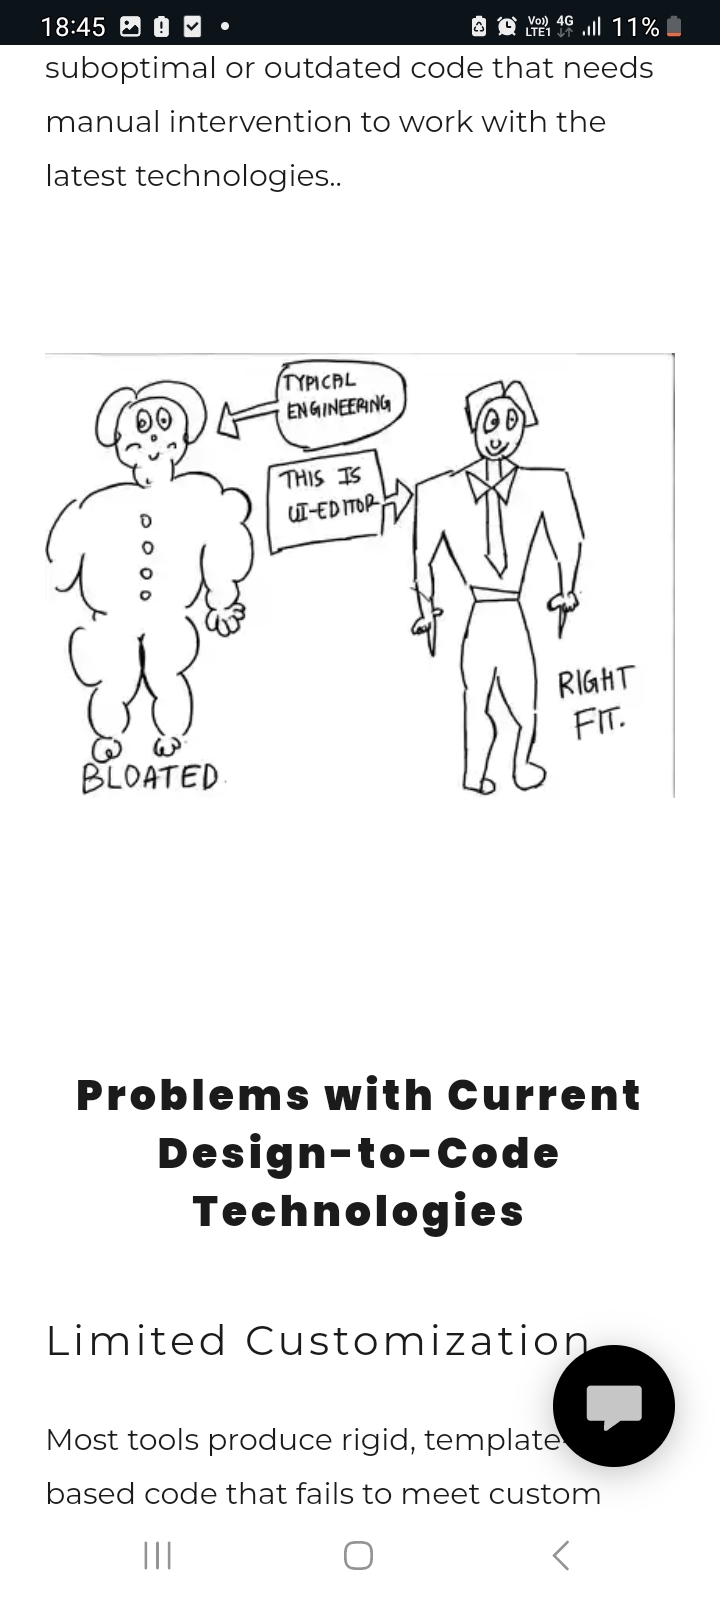 18:45
Vo)) 4G
LTE1
11%
suboptimal or outdated code that needs
manual intervention to work with the
latest technologies..
TYPICAL
ENGINEERING
THIS IS
UI-EDITOR
RIGHT
FIT.
BLOATED
Problems with Current
Design-to-Code
Technologies
Limited Customization
Most tools produce rigid, template-
based code that fails to meet custom